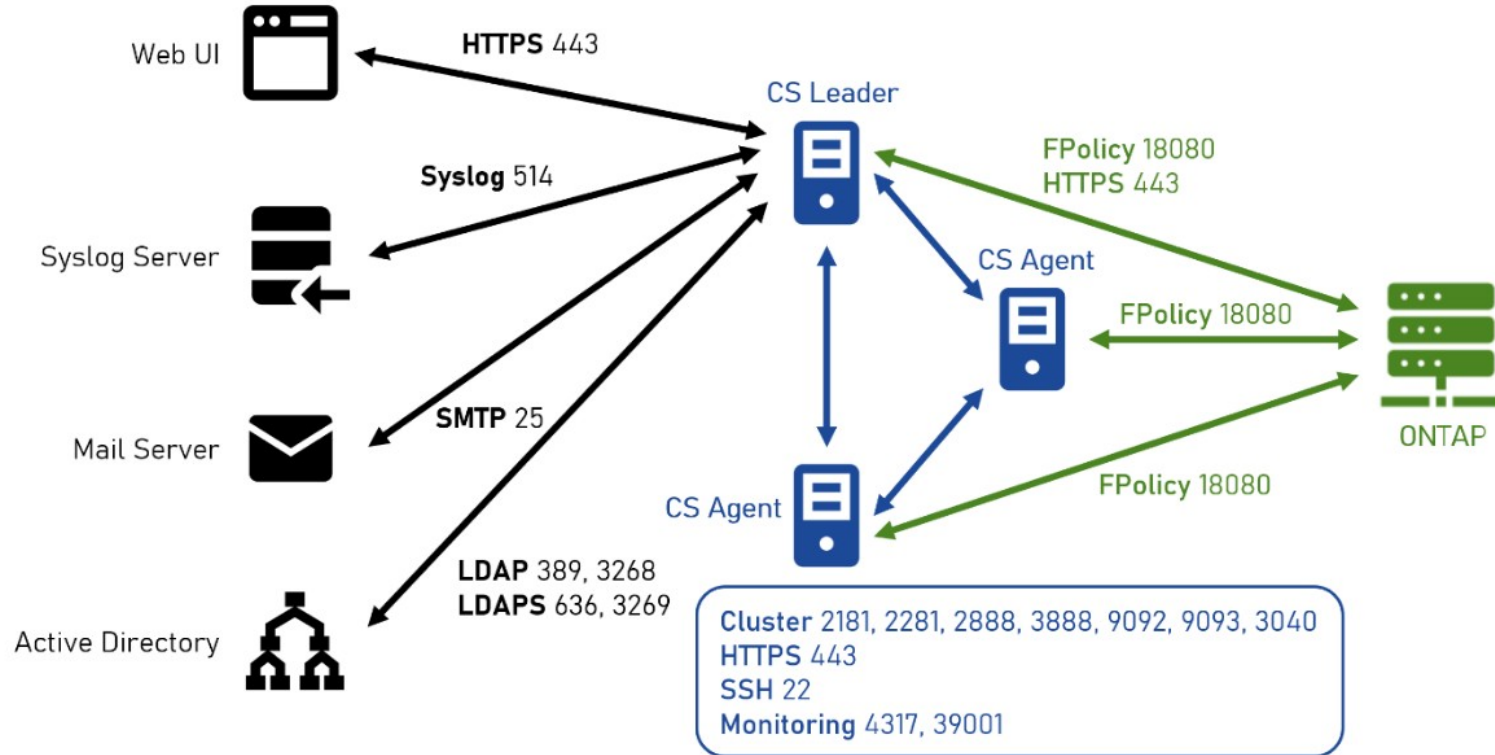 Web UI
HTTPS 443
CS Leader
FPolicy 18080
HTTPS 443
Syslog 514
Syslog Server
CS Agent
FPolicy 18080
Mail Server
SMTP 25
ONTAP
CS Agent
FPolicy 18080
LDAP 389, 3268
LDAPS 636, 3269
Active Directory
Cluster 2181, 2281, 2888, 3888, 9092, 9093, 3040
HTTPS 443
SSH 22
Monitoring 4317, 39001